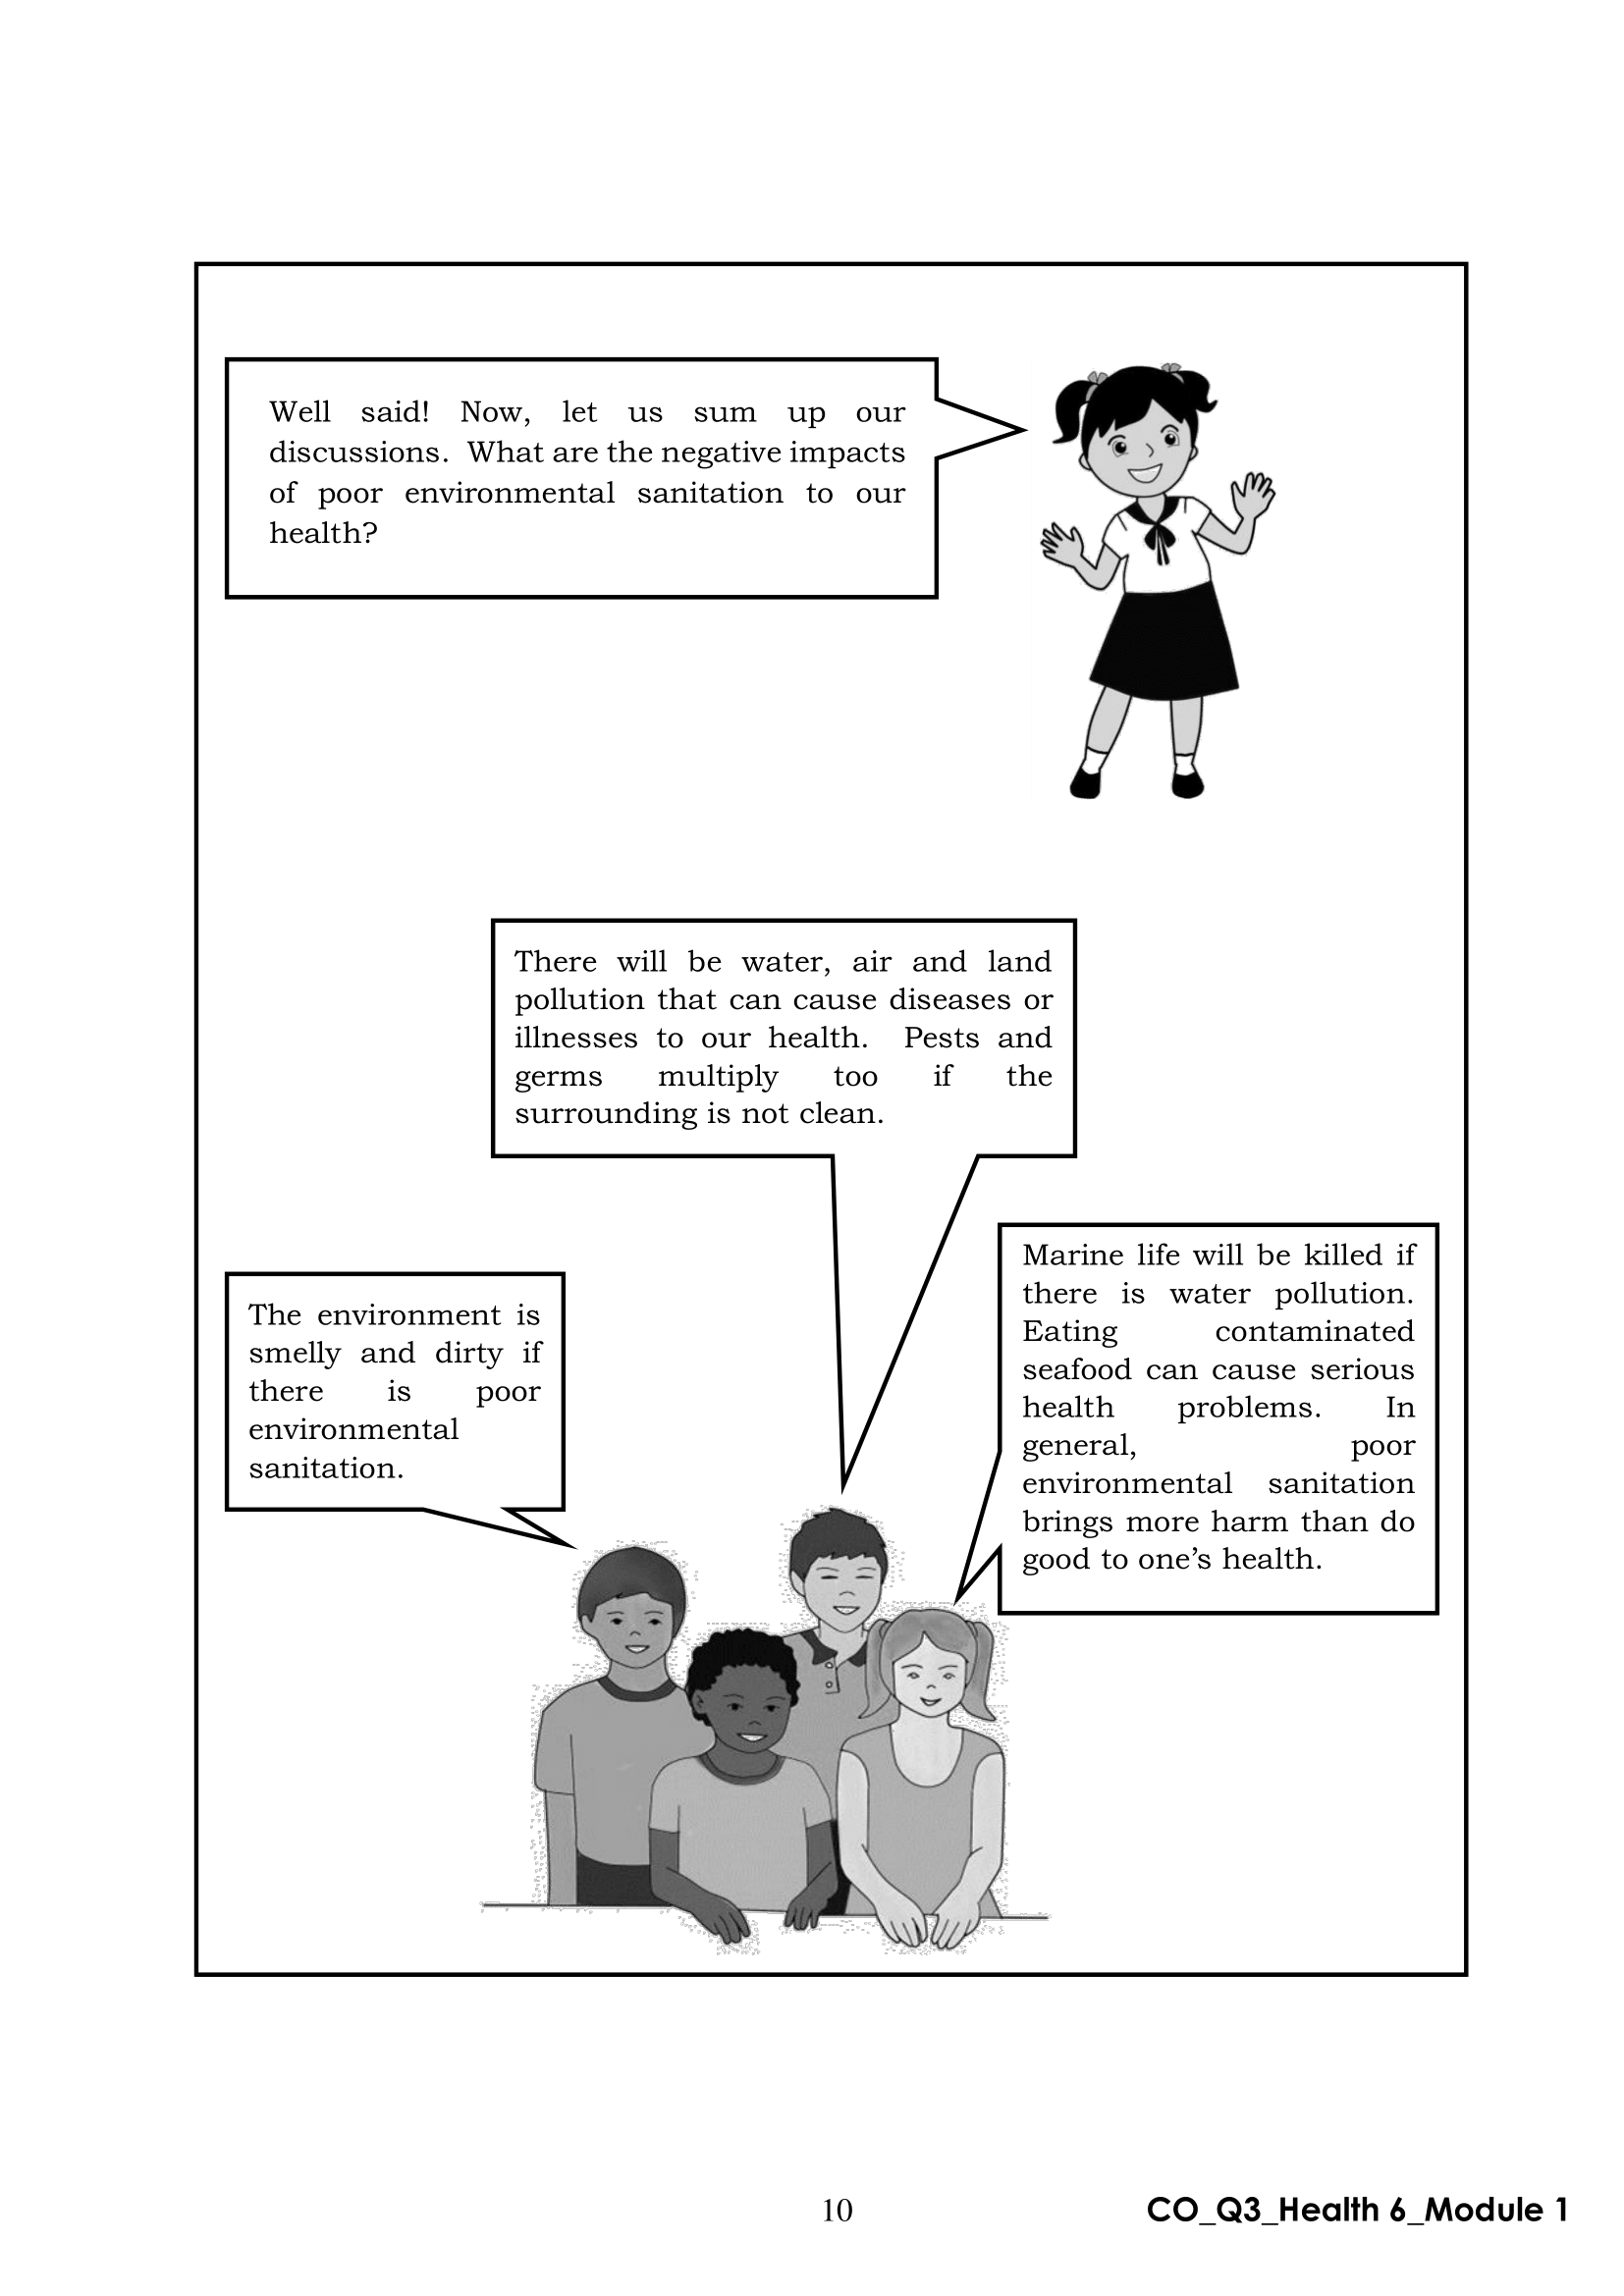 Well said! Now, let us sum up our
discussions. What are the negative impacts
of poor environmental sanitation to our
health?
There will be water, air and land
pollution that can cause diseases or
illnesses to our health. Pests and
germs multiply too if the
surrounding is not clean.
The environment is
smelly and dirty if
there is poor
environmental
sanitation.
Marine life will be killed if
there is water pollution.
Eating contaminated
seafood can cause serious
health problems. In
general, poor
environmental sanitation
brings more harm than do
good to one’s health.
10
CO_Q3_Health 6_Module 1